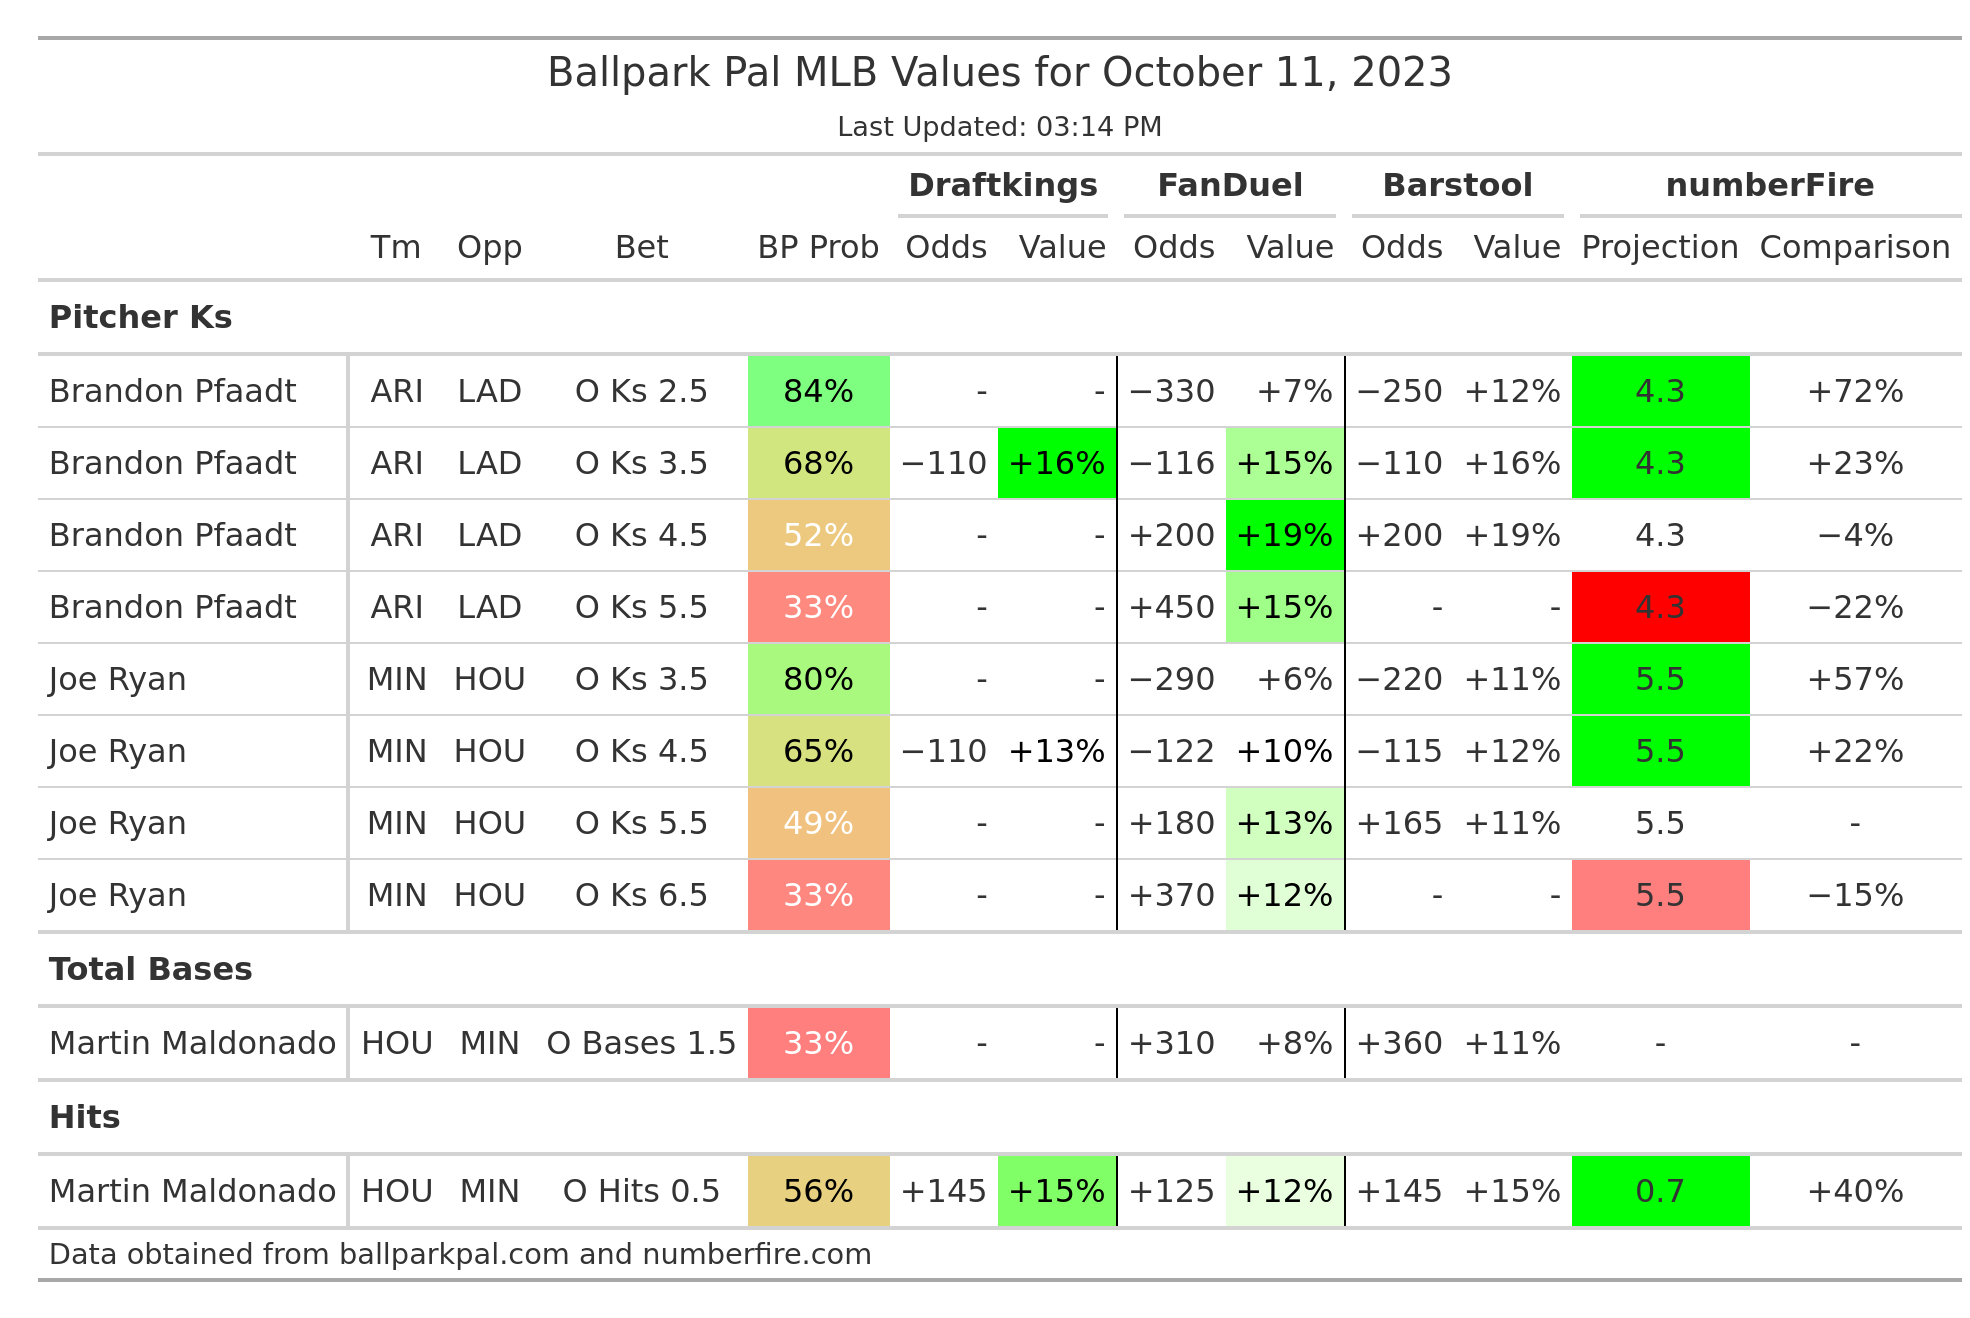 Ballpark Pal MLB Values for October 11, 2023
Last Updated: 03:14 PM
Draftkings FanDuel Barstool numberFire
Tm Opp Bet BP Prob Odds Value Odds Value Odds Value Projection Comparison
Pitcher Ks
Brandon Pfaadt ARI LAD O Ks 2.5 84% - - −330 +7% −250 +12% 4.3 +72%
Brandon Pfaadt ARI LAD O Ks 3.5 68% −110 +16% −116 +15% −110 +16% 4.3 +23%
Brandon Pfaadt ARI LAD O Ks 4.5 52% - - +200 +19% +200 +19% 4.3 −4%
Brandon Pfaadt ARI LAD O Ks 5.5 33% - - +450 +15% - - 4.3 −22%
Joe Ryan MIN HOU O Ks 3.5 80% - - −290 +6% −220 +11% 5.5 +57%
Joe Ryan MIN HOU O Ks 4.5 65% −110 +13% −122 +10% −115 +12% 5.5 +22%
Joe Ryan MIN HOU O Ks 5.5 49% - - +180 +13% +165 +11% 5.5 -
Joe Ryan MIN HOU O Ks 6.5 33% - - +370 +12% - - 5.5 −15%
Total Bases
Martin Maldonado HOU MIN O Bases 1.5 33% - - +310 +8% +360 +11% - -
Hits
Martin Maldonado HOU MIN O Hits 0.5 56% +145 +15% +125 +12% +145 +15% 0.7 +40%
Data obtained from ballparkpal.com and numberfire.com